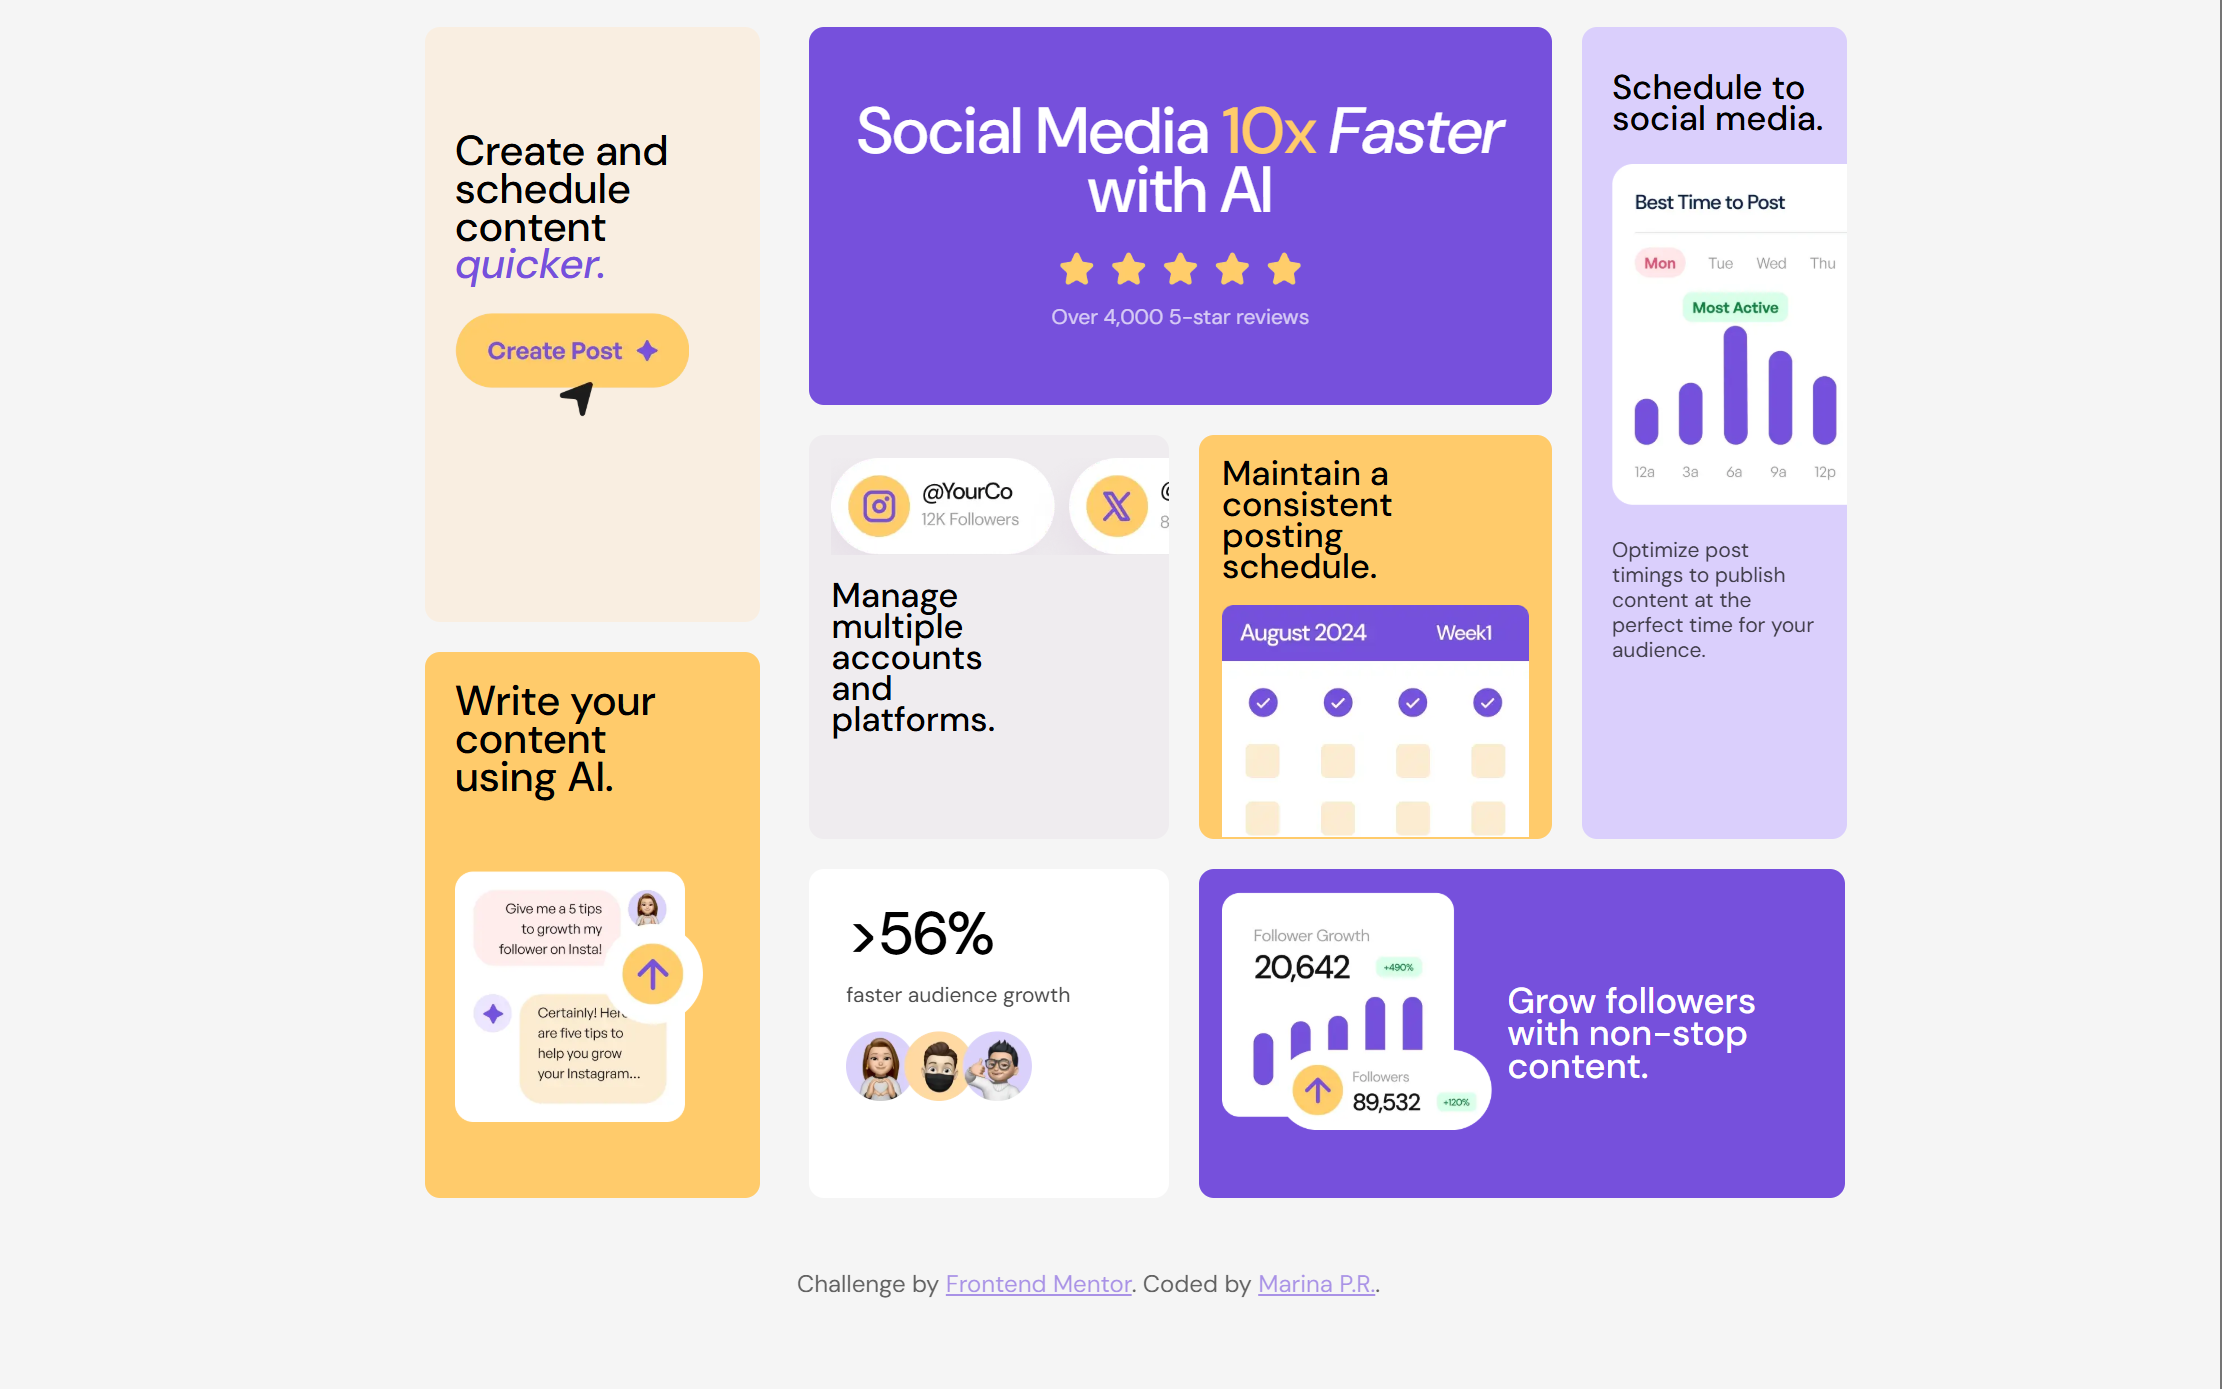 Create and
schedule
content
quicker.
Create Post
Social Media 10x Faster
with AI
Over 4,000 5-star reviews
Schedule to
social media.
Best Time to Post
Mon Tue Wed Thu
Most Active
12a 3a 6a 9a 12p
Optimize post
timings to publish
content at the
perfect time for your
audience.
@YourCo
12K Followers
@
8
Manage
multiple
accounts
and
platforms.
Maintain a
consistent
posting
schedule.
August 2024 Week1
Write your
content
using AI.
Give me a 5 tips
to growth my
follower on Insta!
Certainly! Here
are five tips to
help you grow
your Instagram...
>56%
faster audience growth
Follower Growth
20,642 +490%
Followers
89,532 +120%
Grow followers
with non-stop
content.
Challenge by Frontend Mentor. Coded by Marina P.R..